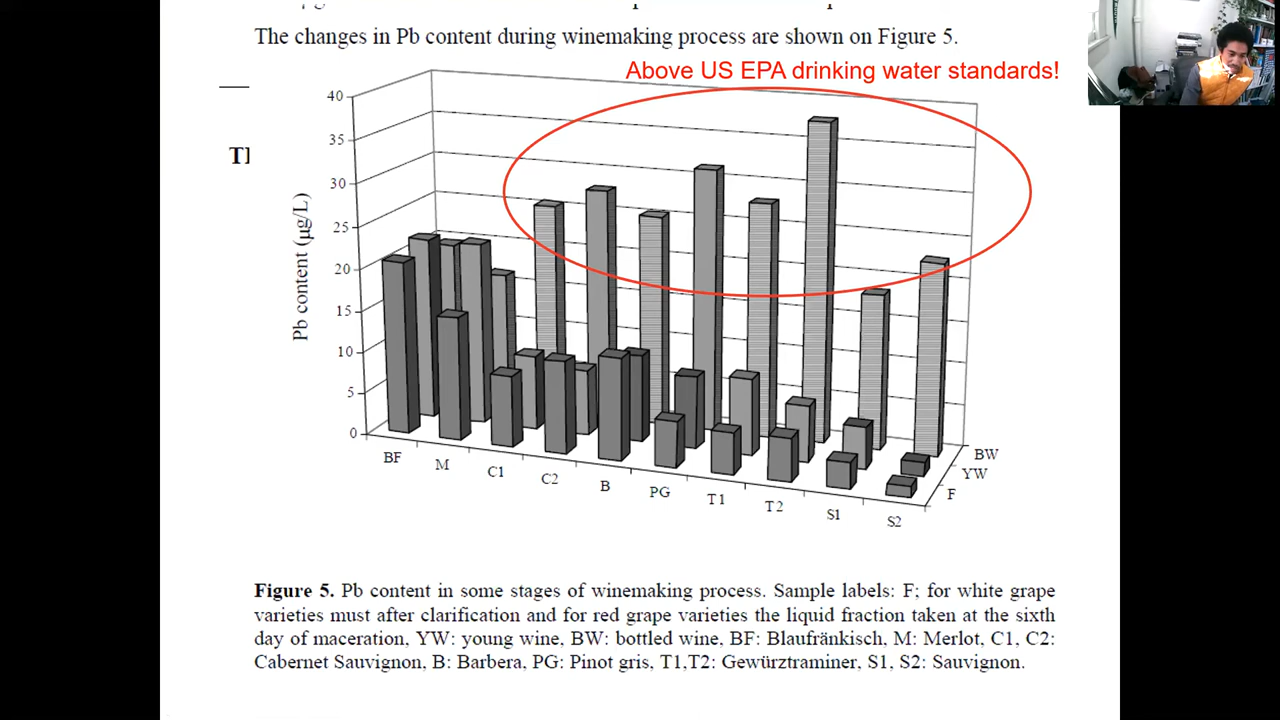 The changes in Pb content during winemaking process are shown on Figure 5.
Above US EPA drinking water standards!
40
35
30
25
20
15
10
5
0
Pb content (µg/L)
BF
M
C1
C2
B
PG
T1
T2
S1
S2
BW
YW
F
Figure 5. Pb content in some stages of winemaking process. Sample labels: F; for white grape
varieties must after clarification and for red grape varieties the liquid fraction taken at the sixth
day of maceration, YW: young wine, BW: bottled wine, BF: Blaufränkisch, M: Merlot, C1, C2:
Cabernet Sauvignon, B: Barbera, PG: Pinot gris, T1,T2: Gewürztraminer, S1, S2: Sauvignon.